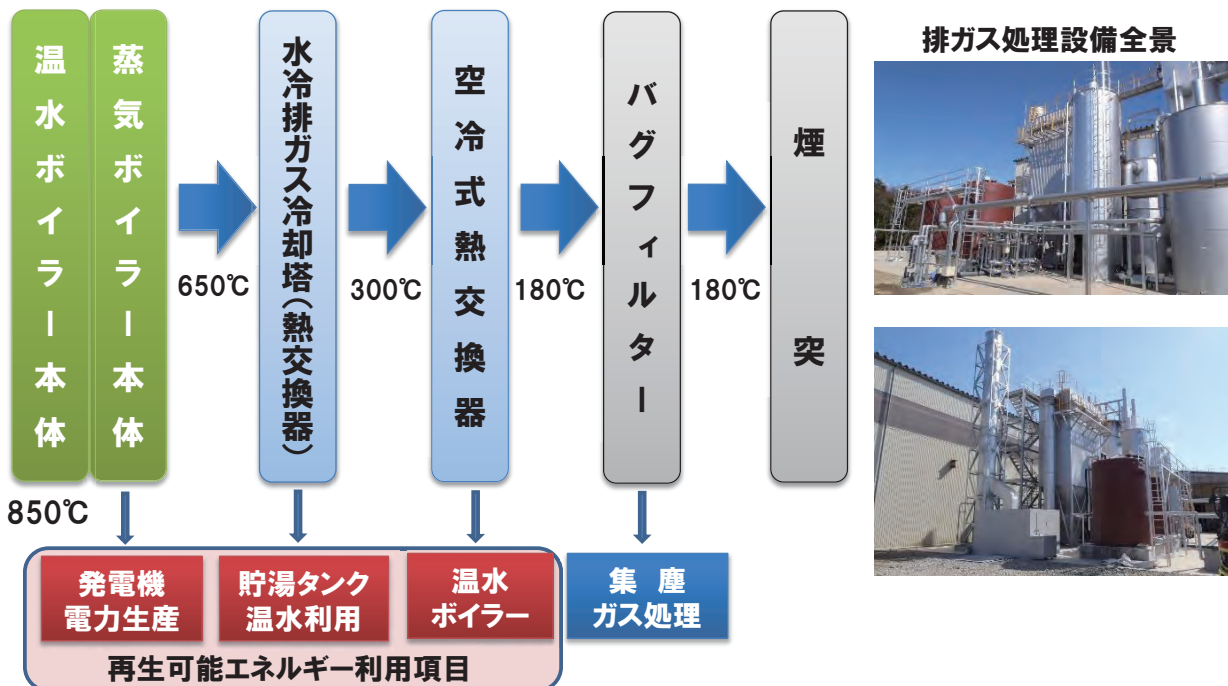 温水ボイラー本体
蒸気ボイラー本体
水冷排ガス冷却塔(熱交換器)
空冷式熱交換器
バグフィルター
煙突
排ガス処理設備全景
650℃
300℃
180℃
180℃
850℃
発電機
電力生産
貯湯タンク
温水利用
温水
ボイラー
集塵
ガス処理
再生可能エネルギー利用項目